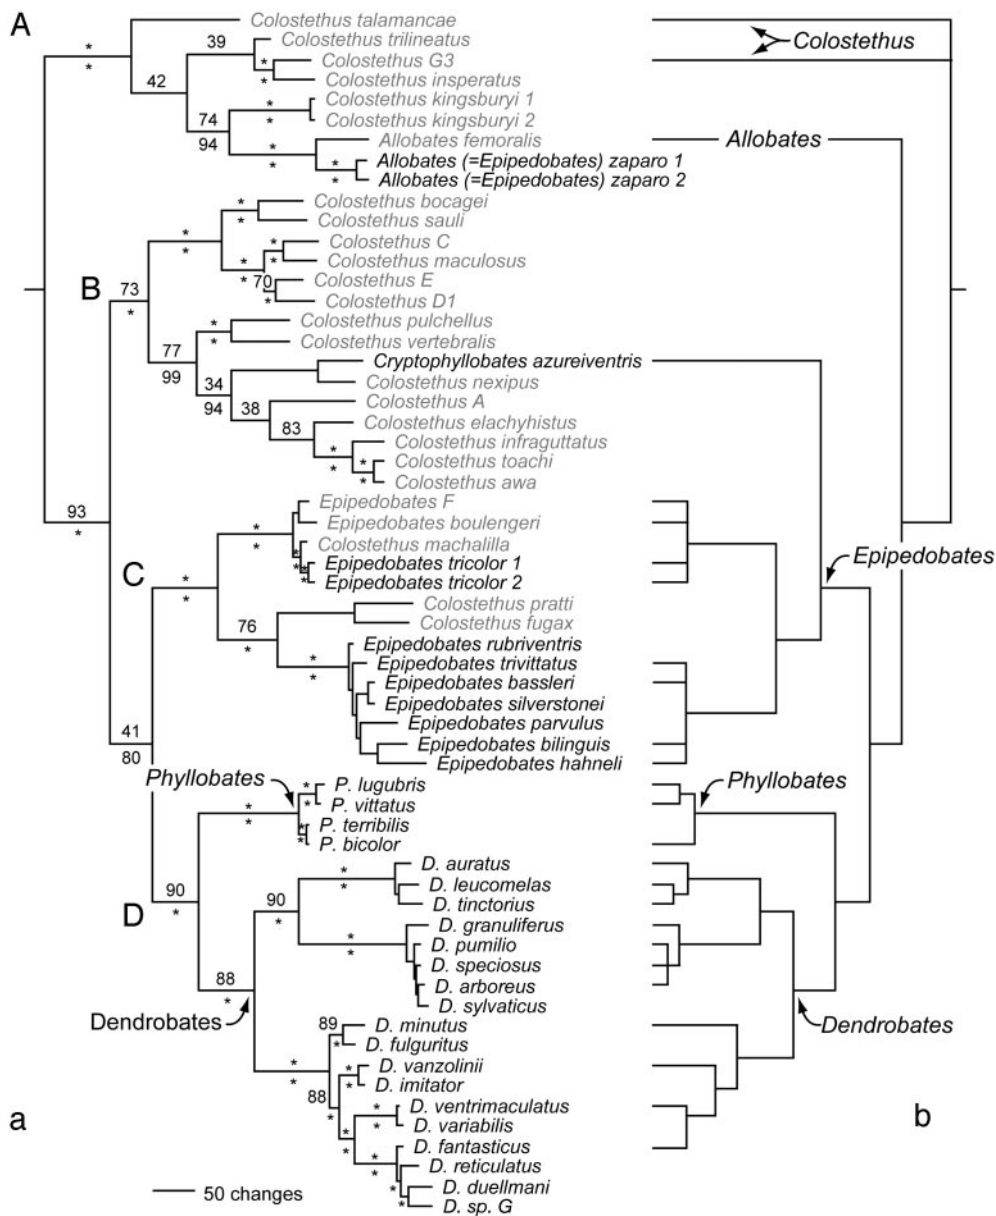 A
Colostethus talamancae
*
*
39
Colostethus trilineatus
Colostethus
*
*
Colostethus G3
Colostethus insperatus
42
Colostethus kingsburyi 1
*
*
Colostethus kingsburyi 2
74
94
Allobates femoralis
Allobates
*
*
Allobates (=Epipedobates) zaparo 1
*
*
Allobates (=Epipedobates) zaparo 2
Colostethus bocagei
*
*
Colostethus sauli
*
*
Colostethus C
*
*
Colostethus maculosus
*
*
70
*
Colostethus E
Colostethus D1
B
73
*
Colostethus pulchellus
*
*
Colostethus vertebralis
77
99
Cryptophyllobates azureiventris
34
94
Colostethus nexipus
38
Colostethus A
83
Colostethus elachyhistus
Colostethus infraguttatus
*
*
Colostethus toachi
*
*
Colostethus awa
93
*
Epipedobates F
*
*
Epipedobates boulengeri
Colostethus machalilla
*
*
Epipedobates tricolor 1
*
*
Epipedobates tricolor 2
Epipedobates
C
*
*
Colostethus pratti
Colostethus fugax
76
*
Epipedobates rubriventris
*
*
Epipedobates trivittatus
Epipedobates bassleri
Epipedobates silverstonei
Epipedobates parvulus
41
80
Epipedobates bilinguis
Epipedobates hahneli
Phyllobates
P. lugubris
Phyllobates
*
*
P. vittatus
*
*
P. terribilis
*
*
P. bicolor
D. auratus
*
*
D. leucomelas
D. tinctorius
90
*
90
*
D
D. granuliferus
*
*
D. pumilio
D. speciosus
D. arboreus
D. sylvaticus
88
*
Dendrobates
89
*
D. minutus
Dendrobates
D. fulguritus
*
*
D. vanzolinii
*
*
D. imitator
88
*
D. ventrimaculatus
*
*
D. variabilis
*
*
D. fantasticus
*
*
D. reticulatus
*
D. duellmani
*
D. sp. G
a
b
50 changes